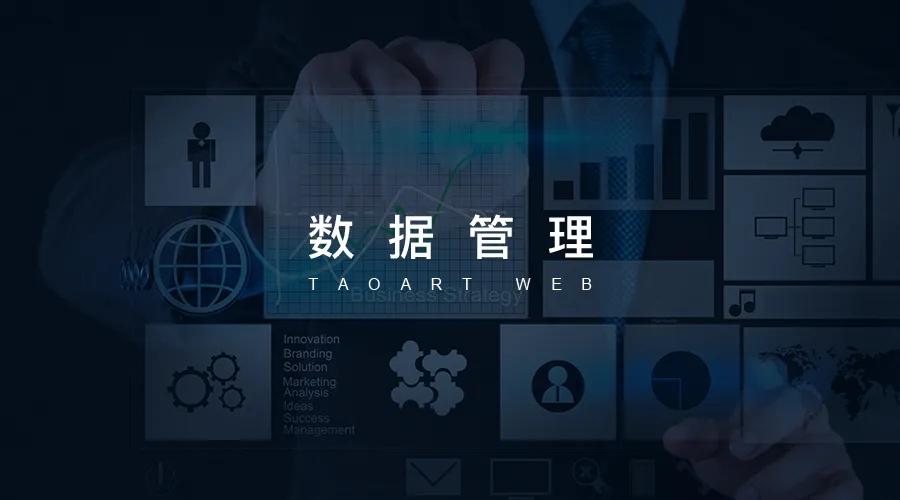 数据管理
TAOART WEB
Business Strategy
Innovation
Branding
Solution
Marketing
Analysis
Ideas
Success
Management